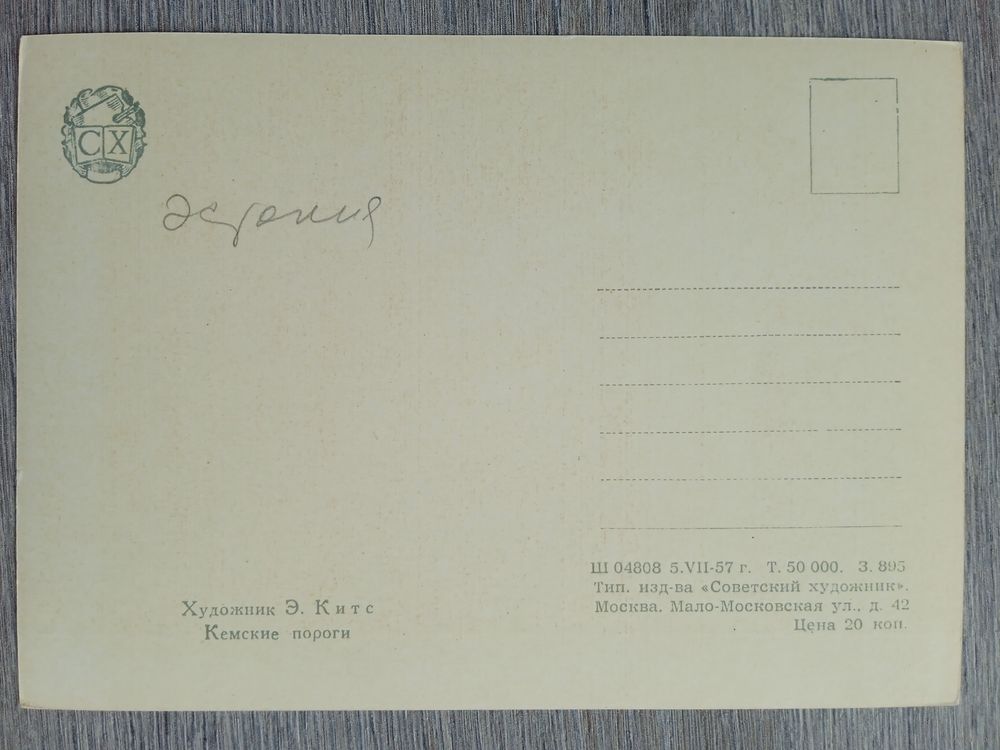 СХ
Эстония
Художник Э. Китс
Кемские пороги
Ш 04808 5.VII-57 г. Т. 50 000. З. 895
Тип. изд-ва «Советский художник».
Москва. Мало-Московская ул., д. 42
Цена 20 коп.